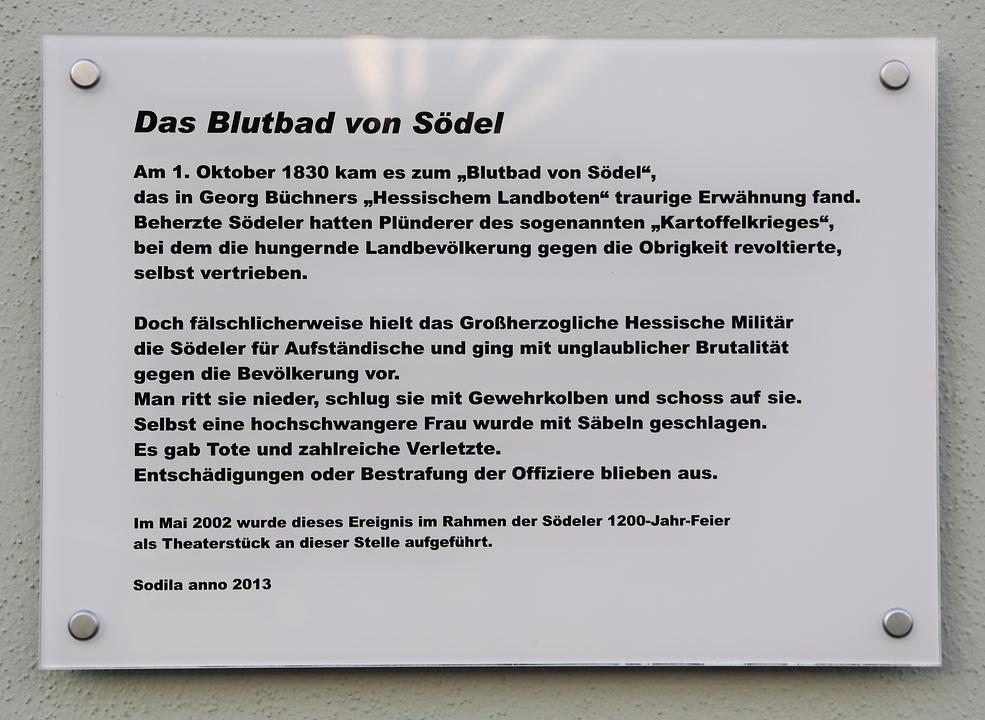 Das Blutbad von Södel
Am 1. Oktober 1830 kam es zum „Blutbad von Södel“,
das in Georg Büchners „Hessischem Landboten“ traurige Erwähnung fand.
Beherzte Södeler hatten Plünderer des sogenannten „Kartoffelkrieges“,
bei dem die hungernde Landbevölkerung gegen die Obrigkeit revoltierte,
selbst vertrieben.
Doch fälschlicherweise hielt das Großherzogliche Hessische Militär
die Södeler für Aufständische und ging mit unglaublicher Brutalität
gegen die Bevölkerung vor.
Man ritt sie nieder, schlug sie mit Gewehrkolben und schoss auf sie.
Selbst eine hochschwangere Frau wurde mit Säbeln geschlagen.
Es gab Tote und zahlreiche Verletzte.
Entschädigungen oder Bestrafung der Offiziere blieben aus.
Im Mai 2002 wurde dieses Ereignis im Rahmen der Södeler 1200-Jahr-Feier
als Theaterstück an dieser Stelle aufgeführt.
Sodila anno 2013